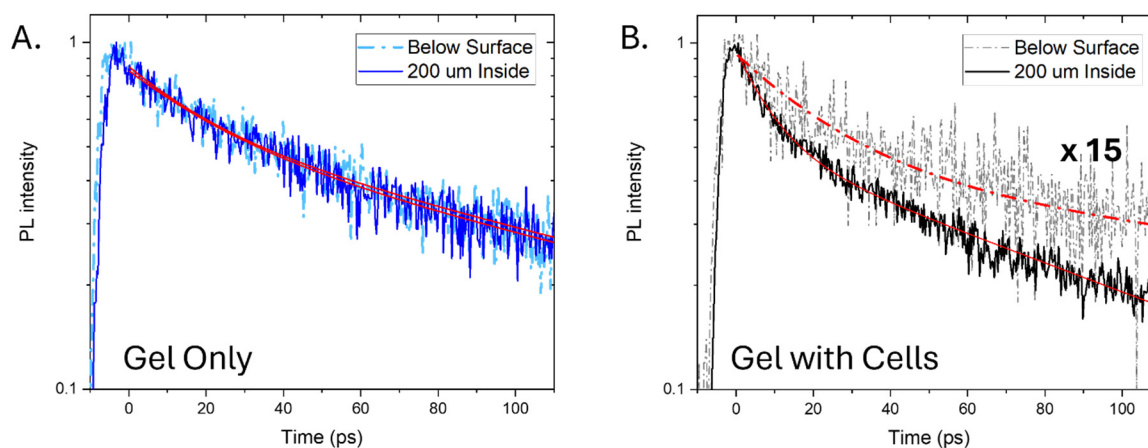 A.
Below Surface
200 um Inside
1
0.1
PL intensity
Gel Only
0 20 40 60 80 100
Time (ps)
B.
Below Surface
200 um Inside
1
0.1
PL intensity
x 15
Gel with Cells
0 20 40 60 80 100
Time (ps)